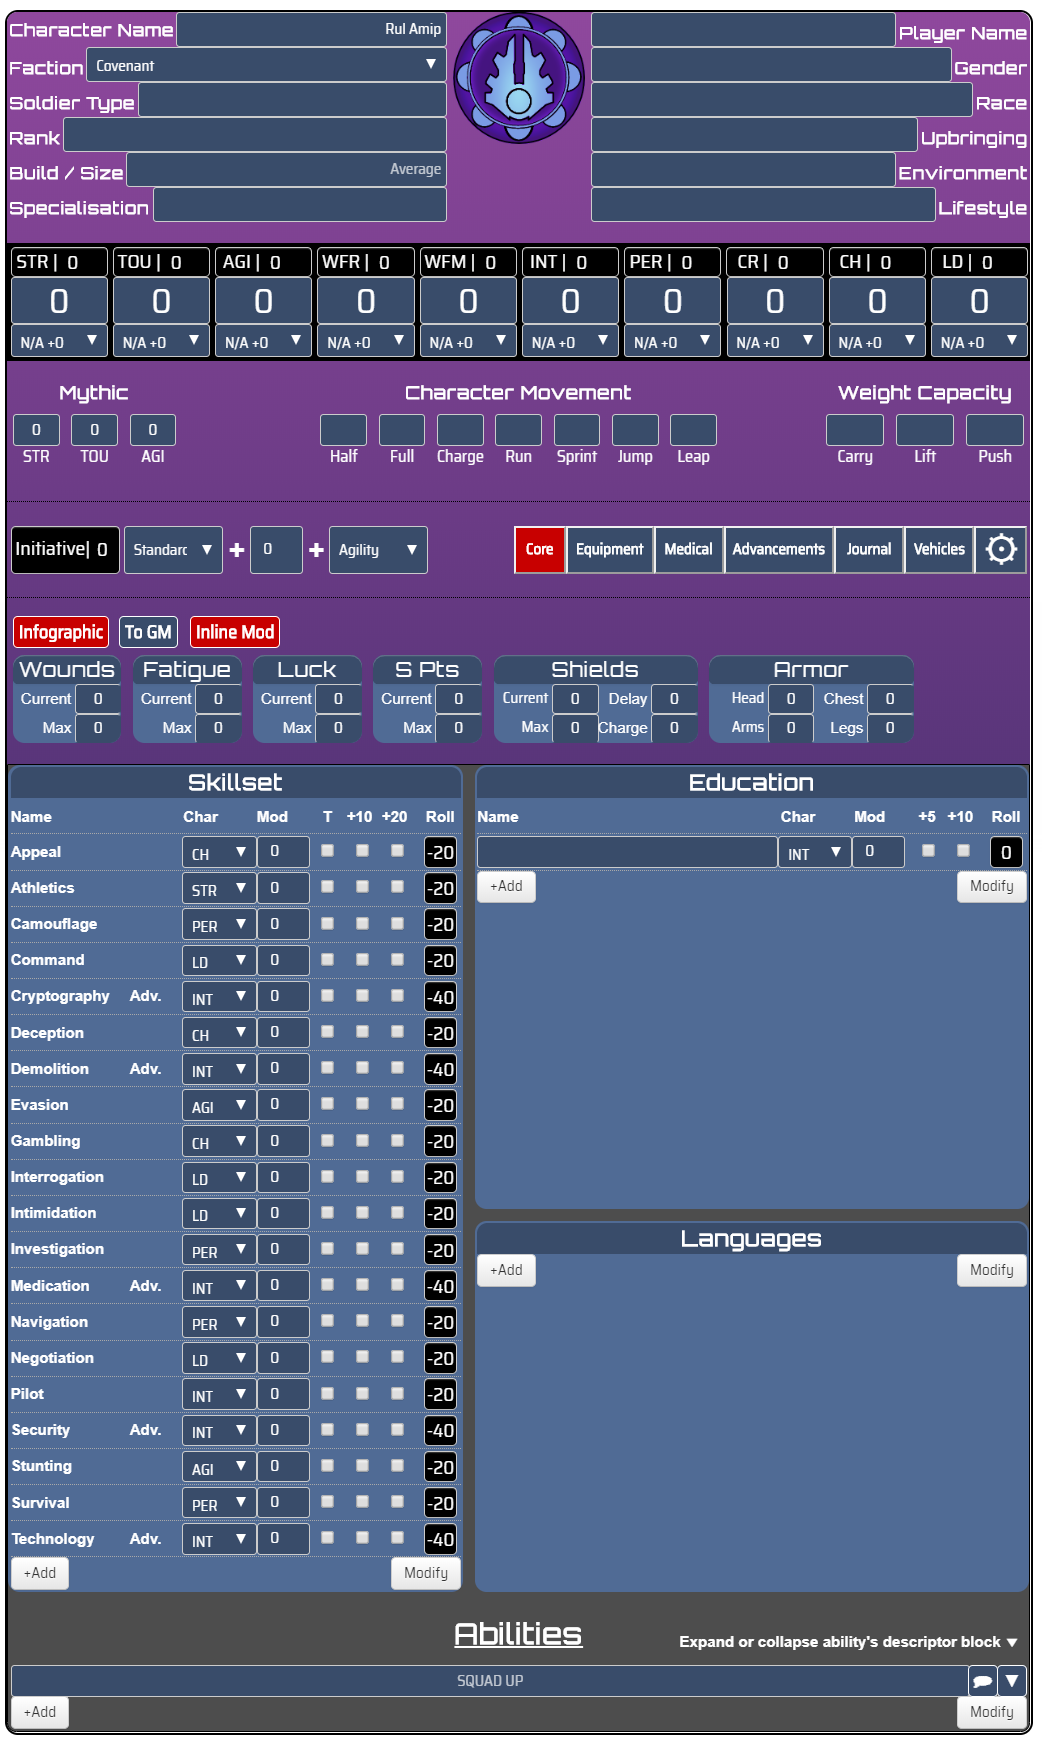 Character Name Rul Amip Player Name
Faction Covenant Gender
Soldier Type Race
Rank Upbringing
Build / Size Average Environment
Specialisation Lifestyle
STR | 0 TOU | 0 AGI | 0 WFR | 0 WFM | 0 INT | 0 PER | 0 CR | 0 CH | 0 LD | 0
0 0 0 0 0 0 0 0 0 0
N/A +0 N/A +0 N/A +0 N/A +0 N/A +0 N/A +0 N/A +0 N/A +0 N/A +0 N/A +0
Mythic Character Movement Weight Capacity
0 0 0
STR TOU AGI Half Full Charge Run Sprint Jump Leap Carry Lift Push
Initiative| 0 Standard + 0 + Agility Core Equipment Medical Advancements Journal Vehicles
Infographic To GM Inline Mod
Wounds Fatigue Luck S Pts Shields Armor
Current 0 Current 0 Current 0 Current 0 Current 0 Delay 0 Head 0 Chest 0
Max 0 Max 0 Max 0 Max 0 Max 0 Charge 0 Arms 0 Legs 0
Skillset
Name Char Mod T +10 +20 Roll
Appeal CH 0 -20
Athletics STR 0 -20
Camouflage PER 0 -20
Command LD 0 -20
Cryptography Adv. INT 0 -40
Deception CH 0 -20
Demolition Adv. INT 0 -40
Evasion AGI 0 -20
Gambling CH 0 -20
Interrogation LD 0 -20
Intimidation LD 0 -20
Investigation PER 0 -20
Medication Adv. INT 0 -40
Navigation PER 0 -20
Negotiation LD 0 -20
Pilot INT 0 -20
Security Adv. INT 0 -40
Stunting AGI 0 -20
Survival PER 0 -20
Technology Adv. INT 0 -40
+Add Modify
Education
Name Char Mod +5 +10 Roll
INT 0 0
+Add Modify
Languages
+Add Modify
Abilities
Expand or collapse ability's descriptor block ▼
SQUAD UP
+Add Modify